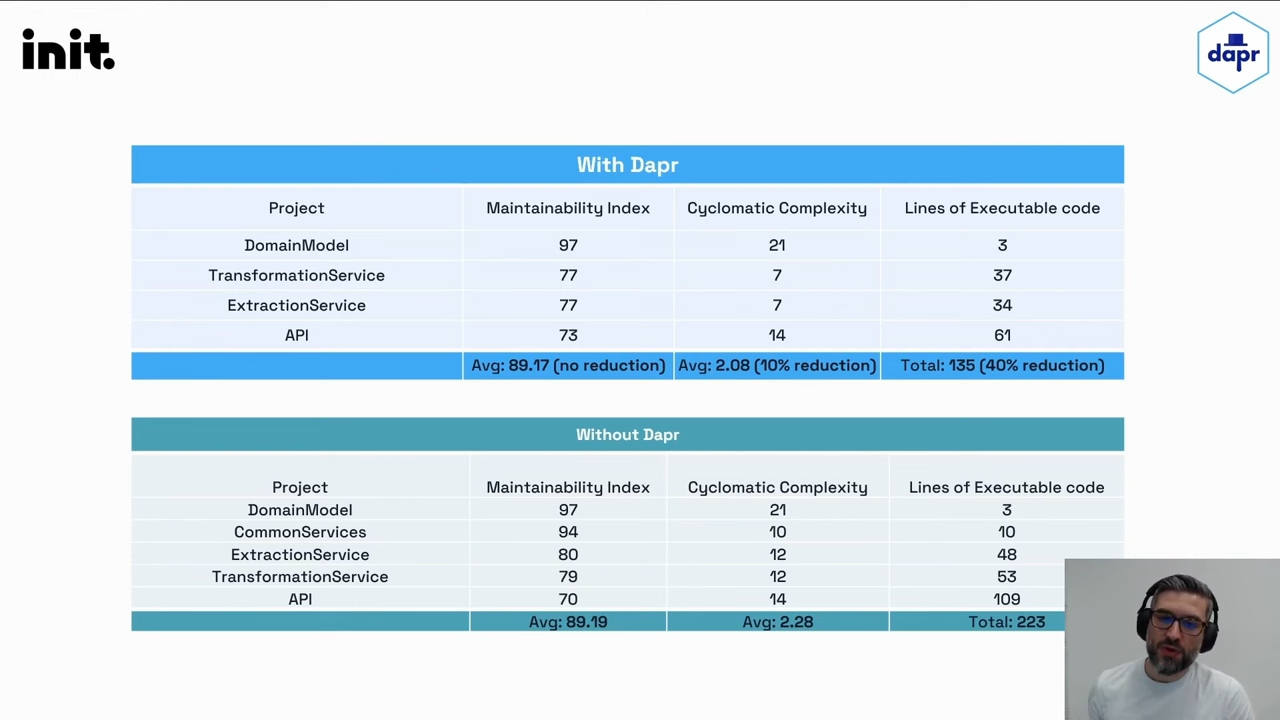 init.
dapr
With Dapr
Project Maintainability Index Cyclomatic Complexity Lines of Executable code
DomainModel 97 21 3
TransformationService 77 7 37
ExtractionService 77 7 34
API 73 14 61
Avg: 89.17 (no reduction) Avg: 2.08 (10% reduction) Total: 135 (40% reduction)
Without Dapr
Project Maintainability Index Cyclomatic Complexity Lines of Executable code
DomainModel 97 21 3
CommonServices 94 10 10
ExtractionService 80 12 48
TransformationService 79 12 53
API 70 14 109
Avg: 89.19 Avg: 2.28 Total: 223